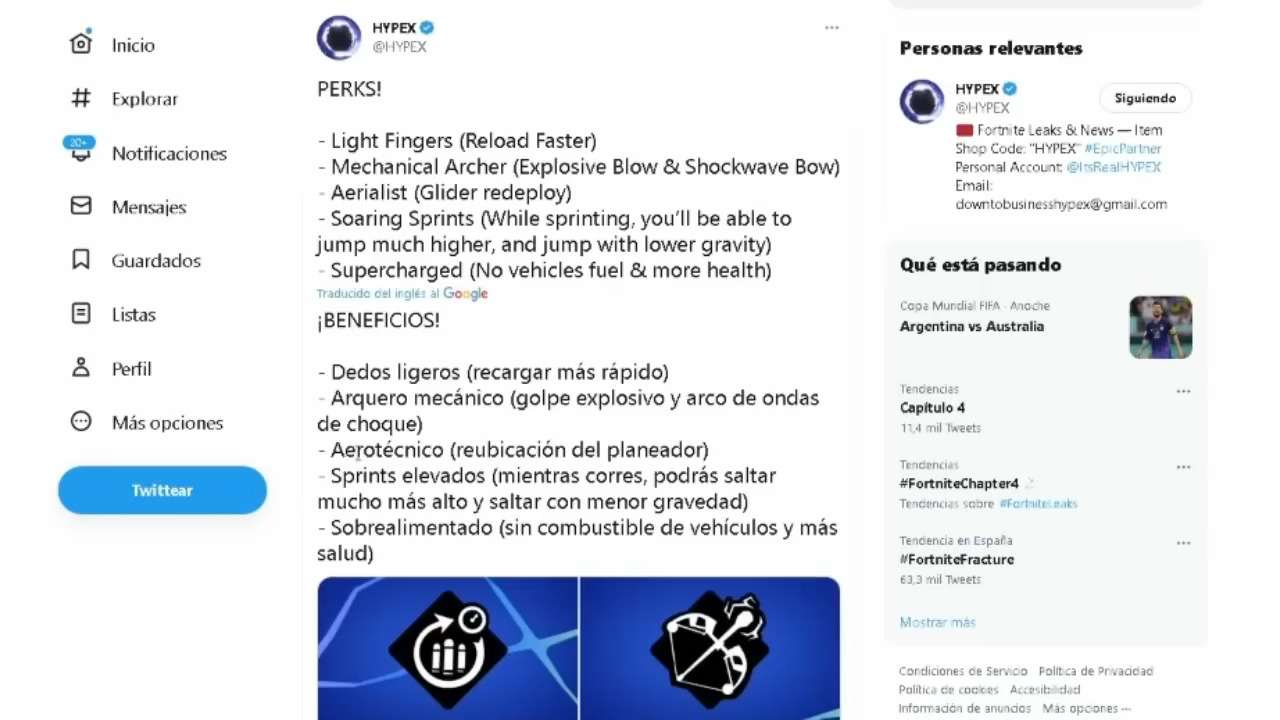 Inicio
Explorar
20+
Notificaciones
Mensajes
Guardados
Listas
Perfil
Más opciones
Twittear
HYPEX
@HYPEX
PERKS!
- Light Fingers (Reload Faster)
- Mechanical Archer (Explosive Blow & Shockwave Bow)
- Aerialist (Glider redeploy)
- Soaring Sprints (While sprinting, you'll be able to
jump much higher, and jump with lower gravity)
- Supercharged (No vehicles fuel & more health)
Traducido del inglés al Google
¡BENEFICIOS!
- Dedos ligeros (recargar más rápido)
- Arquero mecánico (golpe explosivo y arco de ondas
de choque)
- Aerotécnico (reubicación del planeador)
- Sprints elevados (mientras corres, podrás saltar
mucho más alto y saltar con menor gravedad)
- Sobrealimentado (sin combustible de vehículos y más
salud)
Personas relevantes
HYPEX
@HYPEX
Siguiendo
Fortnite Leaks & News — Item
Shop Code: "HYPEX" #EpicPartner
Personal Account: @ItsRealHYPEX
Email:
downtobusinesshypex@gmail.com
Qué está pasando
Copa Mundial FIFA · Anoche
Argentina vs Australia
Tendencias
Capítulo 4
11,4 mil Tweets
Tendencias
#FortniteChapter4
Tendencias sobre #FortniteLeaks
Tendencia en España
#FortniteFracture
63,3 mil Tweets
Mostrar más
Condiciones de Servicio Política de Privacidad
Política de cookies Accesibilidad
Información de anuncios Más opciones ···